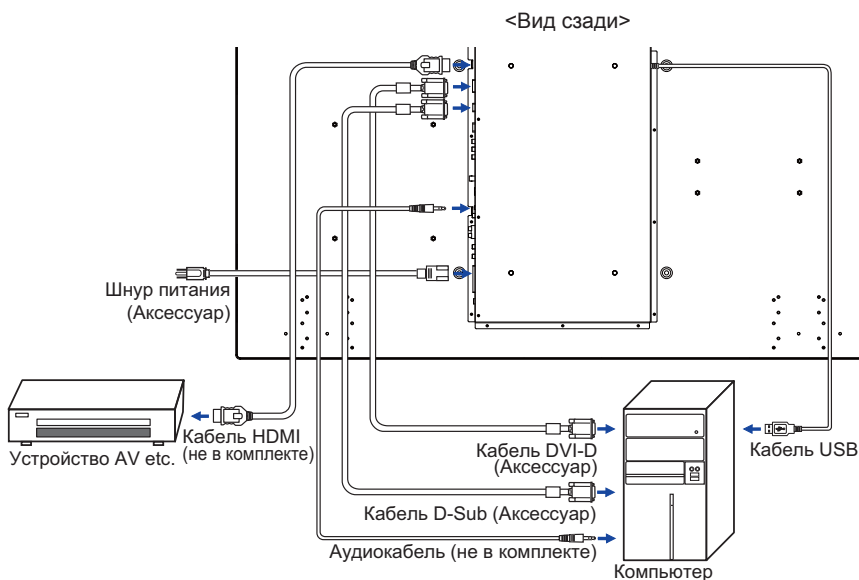 <Вид сзади>
Шнур питания
(Аксессуар)
Устройство AV etc.
Кабель HDMI
(не в комплекте)
Кабель DVI-D
(Аксессуар)
Кабель USB
Кабель D-Sub (Аксессуар)
Аудиокабель (не в комплекте)
Компьютер